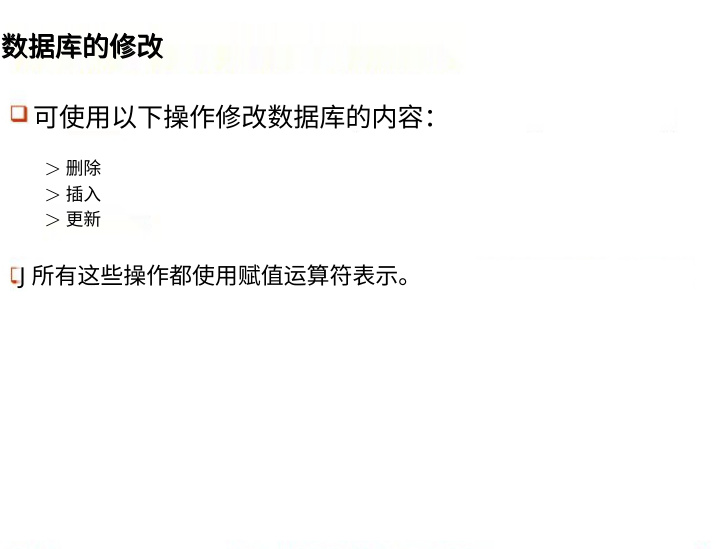 数据库的修改
可使用以下操作修改数据库的内容：
> 删除
> 插入
> 更新
J 所有这些操作都使用赋值运算符表示。